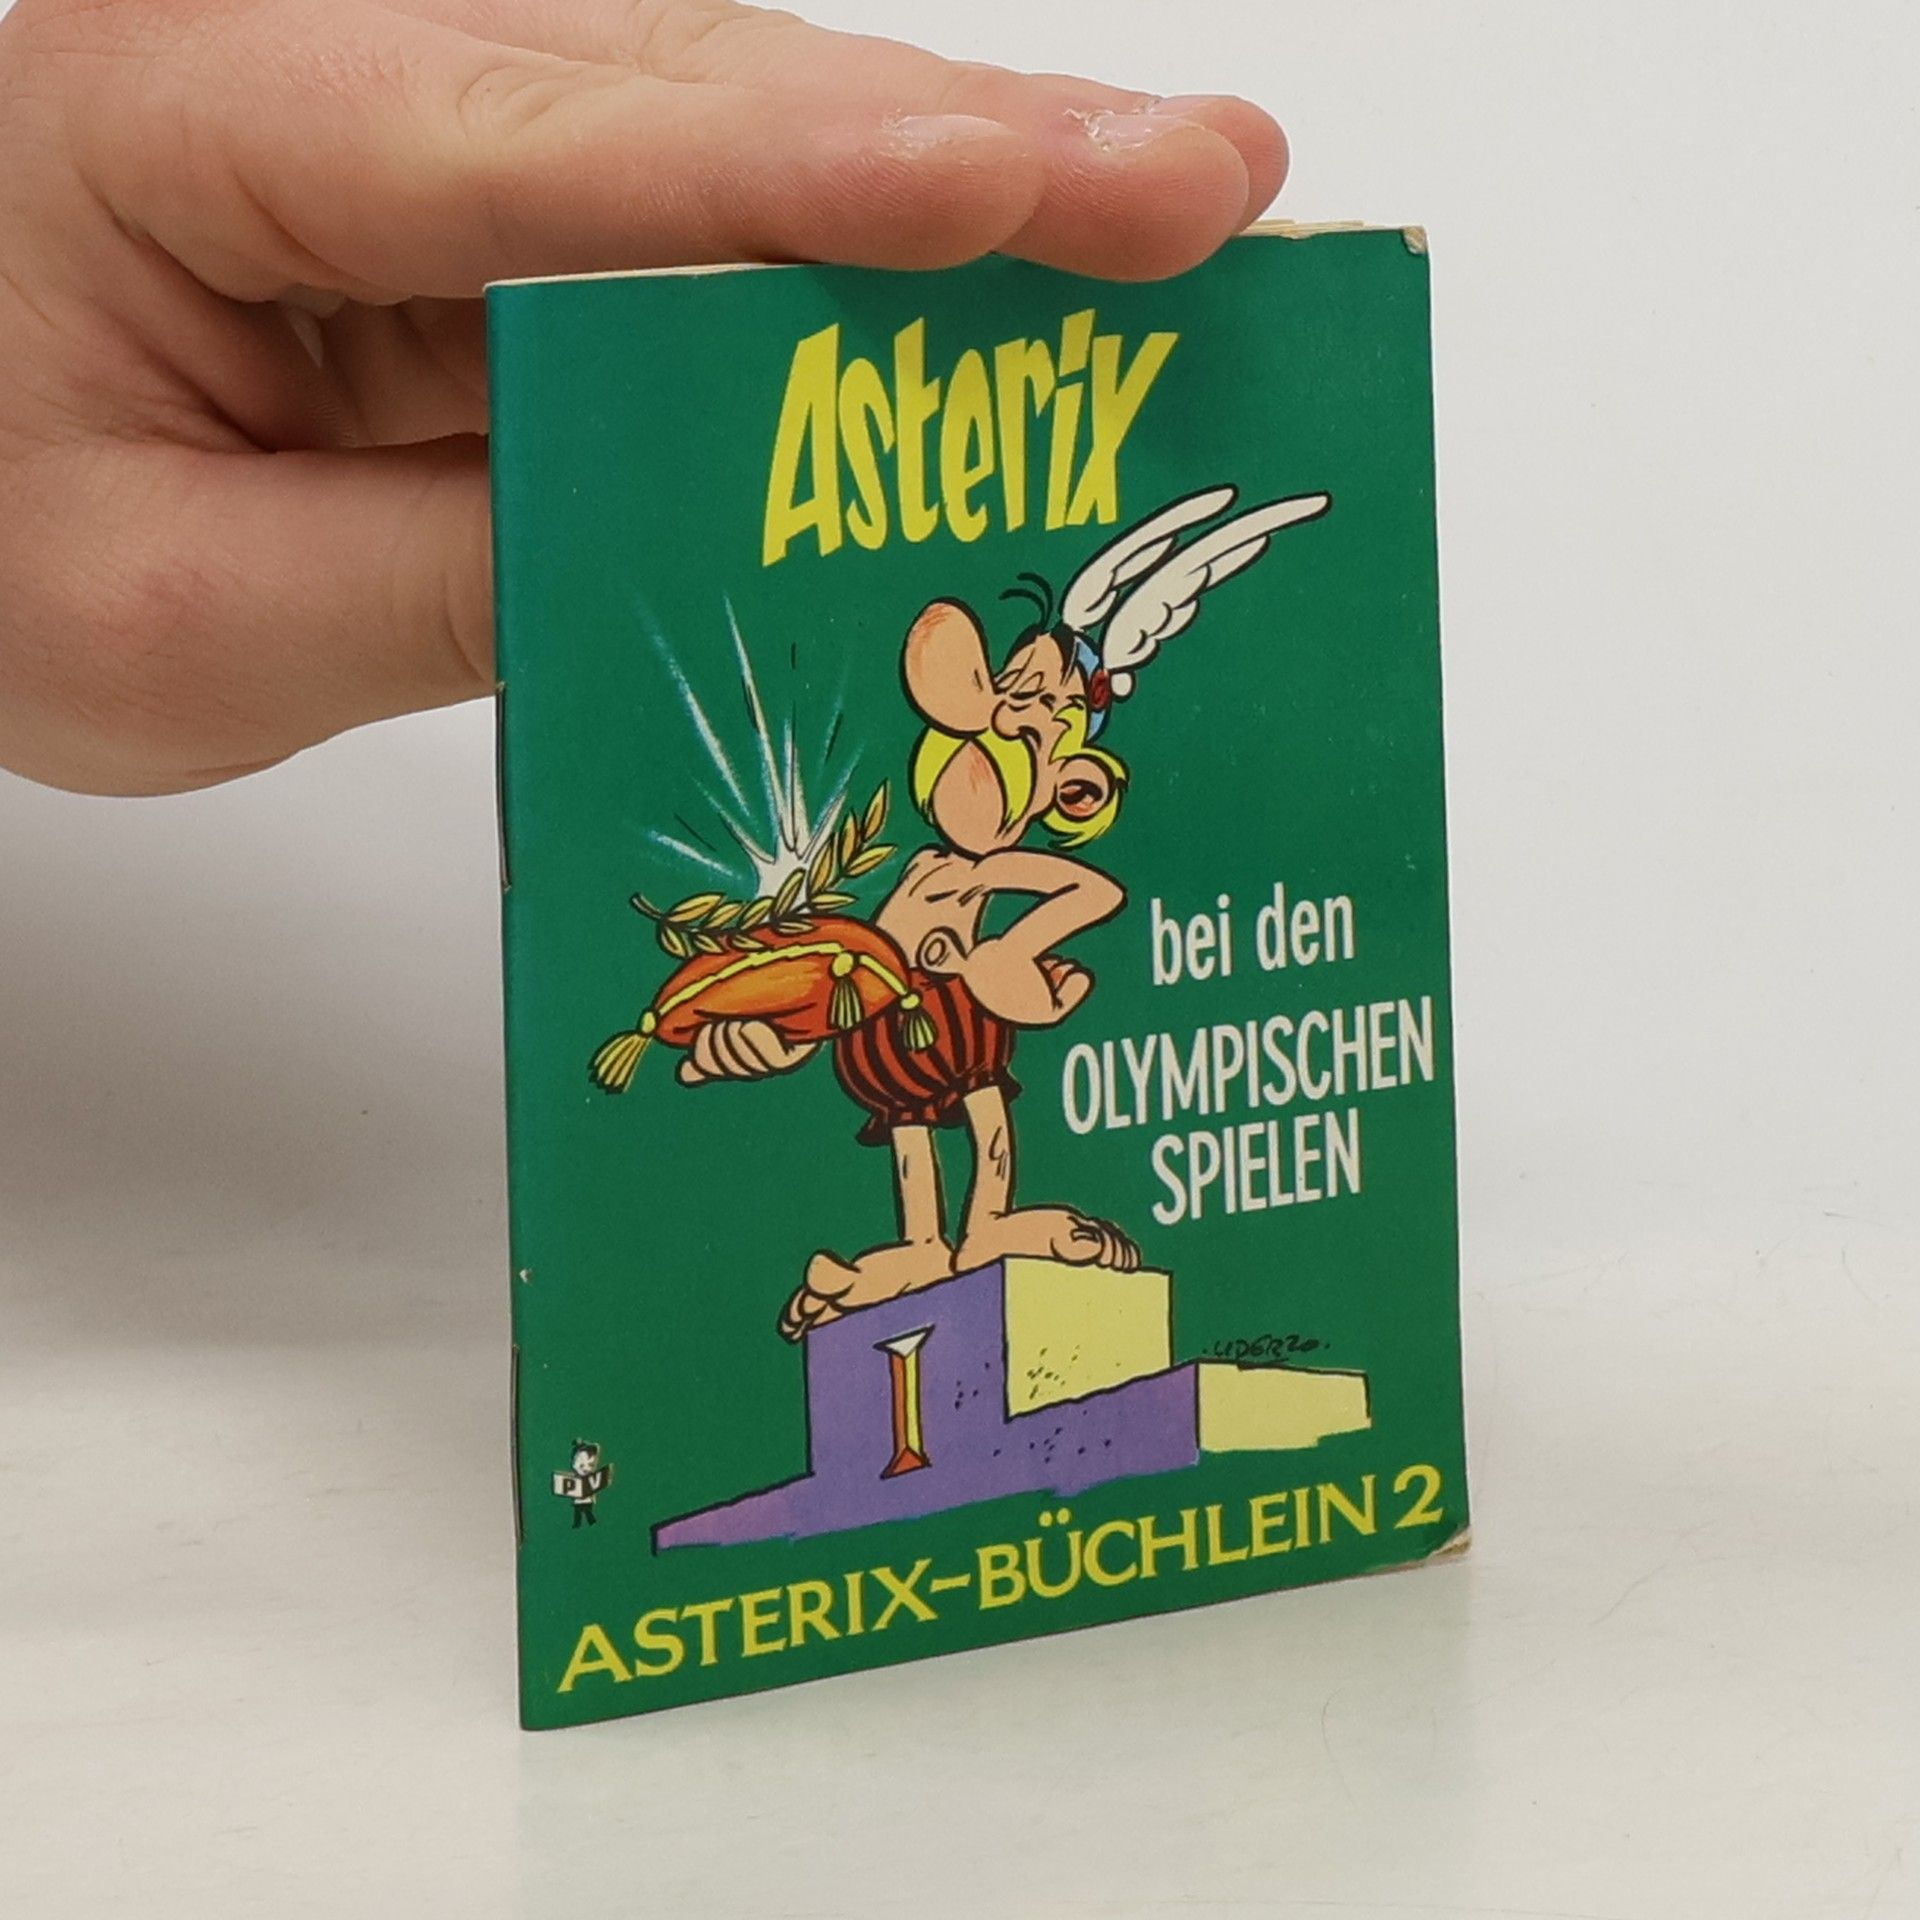 Asterix
bei den
OLYMPISCHEN
SPIELEN
I
·UDERZO·
PV
ASTERIX-BÜCHLEIN 2